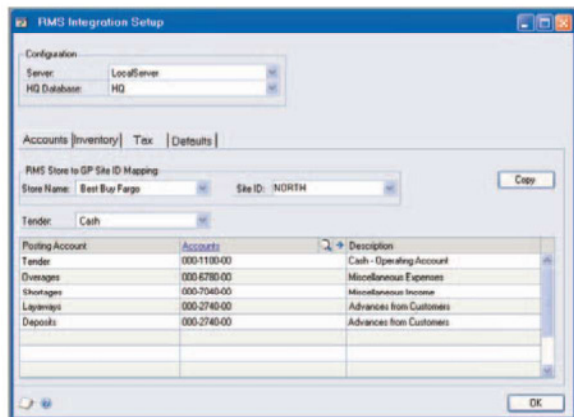 RMS Integration Setup
Configuration
Server: LocalServer
HQ Database: HQ
Accounts Inventory Tax Defaults
RMS Store to GP Site ID Mapping
Store Name: Best Buy Fargo Site ID: NORTH Copy
Tender: Cash
Posting Account Accounts Description
Tender 000-1100-00 Cash - Operating Account
Overages 000-6780-00 Miscellaneous Expenses
Shortages 000-7040-00 Miscellaneous Income
Layaways 000-2740-00 Advances from Customers
Deposits 000-2740-00 Advances from Customers
OK